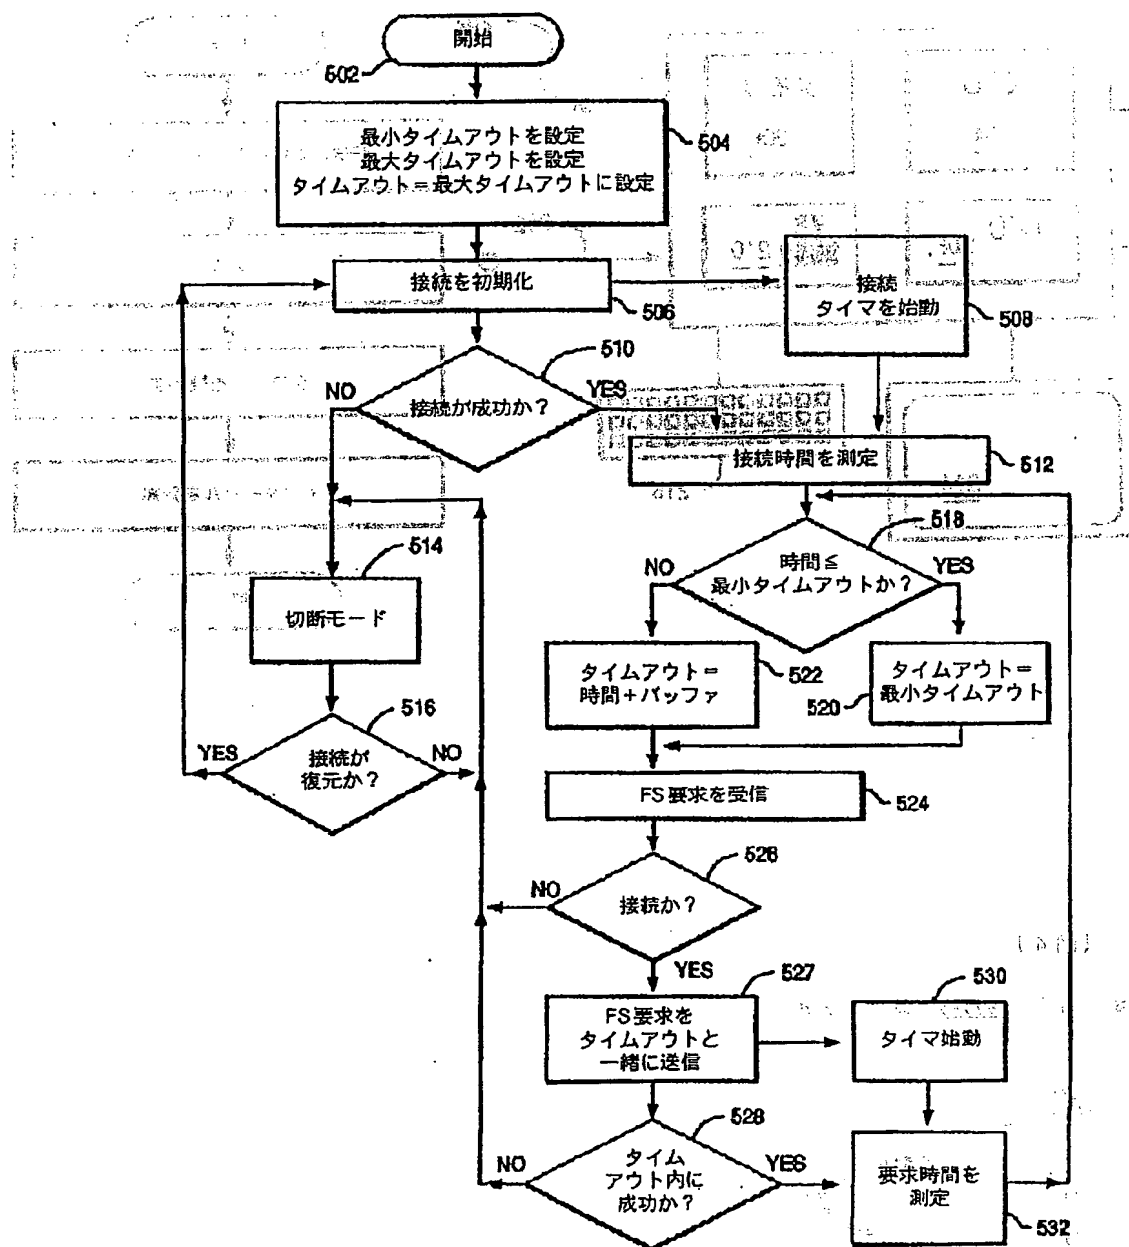 開始
502
最小タイムアウトを設定
最大タイムアウトを設定
タイムアウト＝最大タイムアウトに設定
504
接続を初期化
506
接続
タイマを始動
508
510
NO
YES
接続が成功か？
接続時間を測定
512
514
518
時間≦
最小タイムアウトか？
NO
YES
切断モード
タイムアウト＝
時間＋バッファ
522
タイムアウト＝
最小タイムアウト
520
516
YES
NO
接続が
復元か？
FS要求を受信
524
526
NO
接続か？
YES
527
FS要求を
タイムアウトと
一緒に送信
530
タイマ始動
528
NO
YES
タイム
アウト内に
成功か？
要求時間を
測定
532